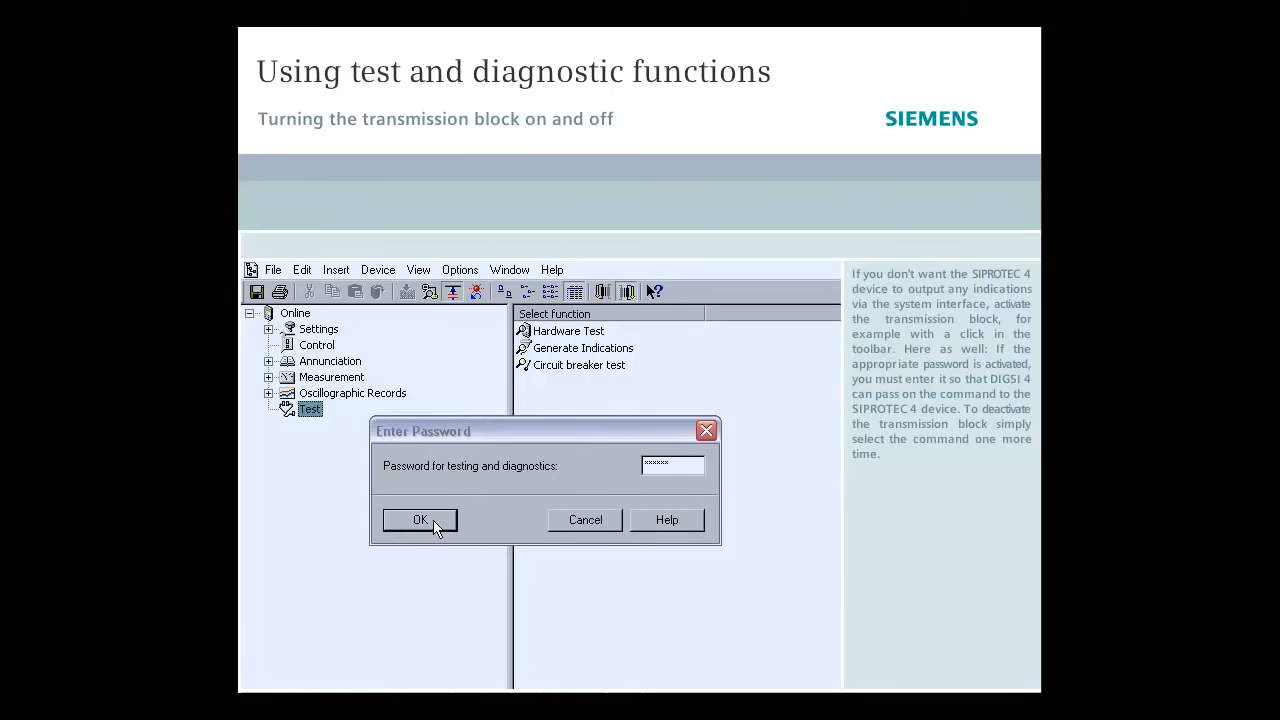 Using test and diagnostic functions
Turning the transmission block on and off
SIEMENS
File Edit Insert Device View Options Window Help
Online
Settings
Control
Annunciation
Measurement
Oscillographic Records
Test
Select function
Hardware Test
Generate Indications
Circuit breaker test
Enter Password
Password for testing and diagnostics:
xxxxxx
OK
Cancel
Help
If you don't want the SIPROTEC 4
device to output any indications
via the system interface, activate
the transmission block, for
example with a click in the
toolbar. Here as well: If the
appropriate password is activated,
you must enter it so that DIGSI 4
can pass on the command to the
SIPROTEC 4 device. To deactivate
the transmission block simply
select the command one more
time.